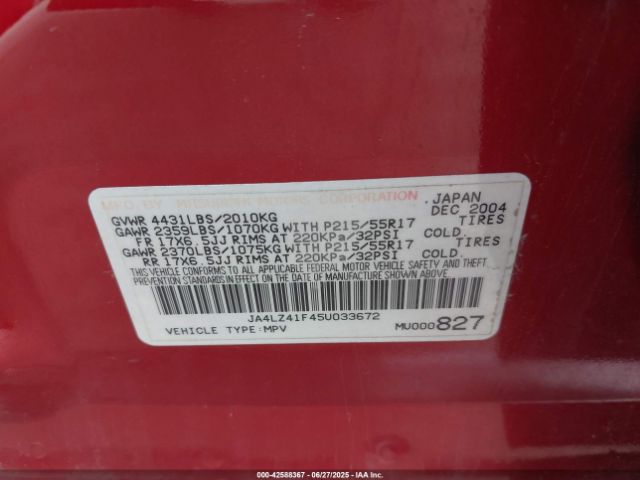 MFD. BY MITSUBISHI MOTORS CORPORATION JAPAN
GVWR 4431LBS/2010KG DEC 2004
GAWR 2359LBS/1070KG WITH P215/55R17 TIRES
FR 17X6.5JJ RIMS AT 220KPa/32PSI COLD.
GAWR 2370LBS/1075KG WITH P215/55R17 TIRES
RR 17X6.5JJ RIMS AT 220KPa/32PSI COLD.
THIS VEHICLE CONFORMS TO ALL APPLICABLE FEDERAL MOTOR VEHICLE SAFETY AND THEFT
PREVENTION STANDARDS IN EFFECT ON THE DATE OF MANUFACTURE SHOWN ABOVE.
JA4LZ41F45U033672
VEHICLE TYPE:MPV MU000827
000-42588367 - 06/27/2025 - IAAI.COM